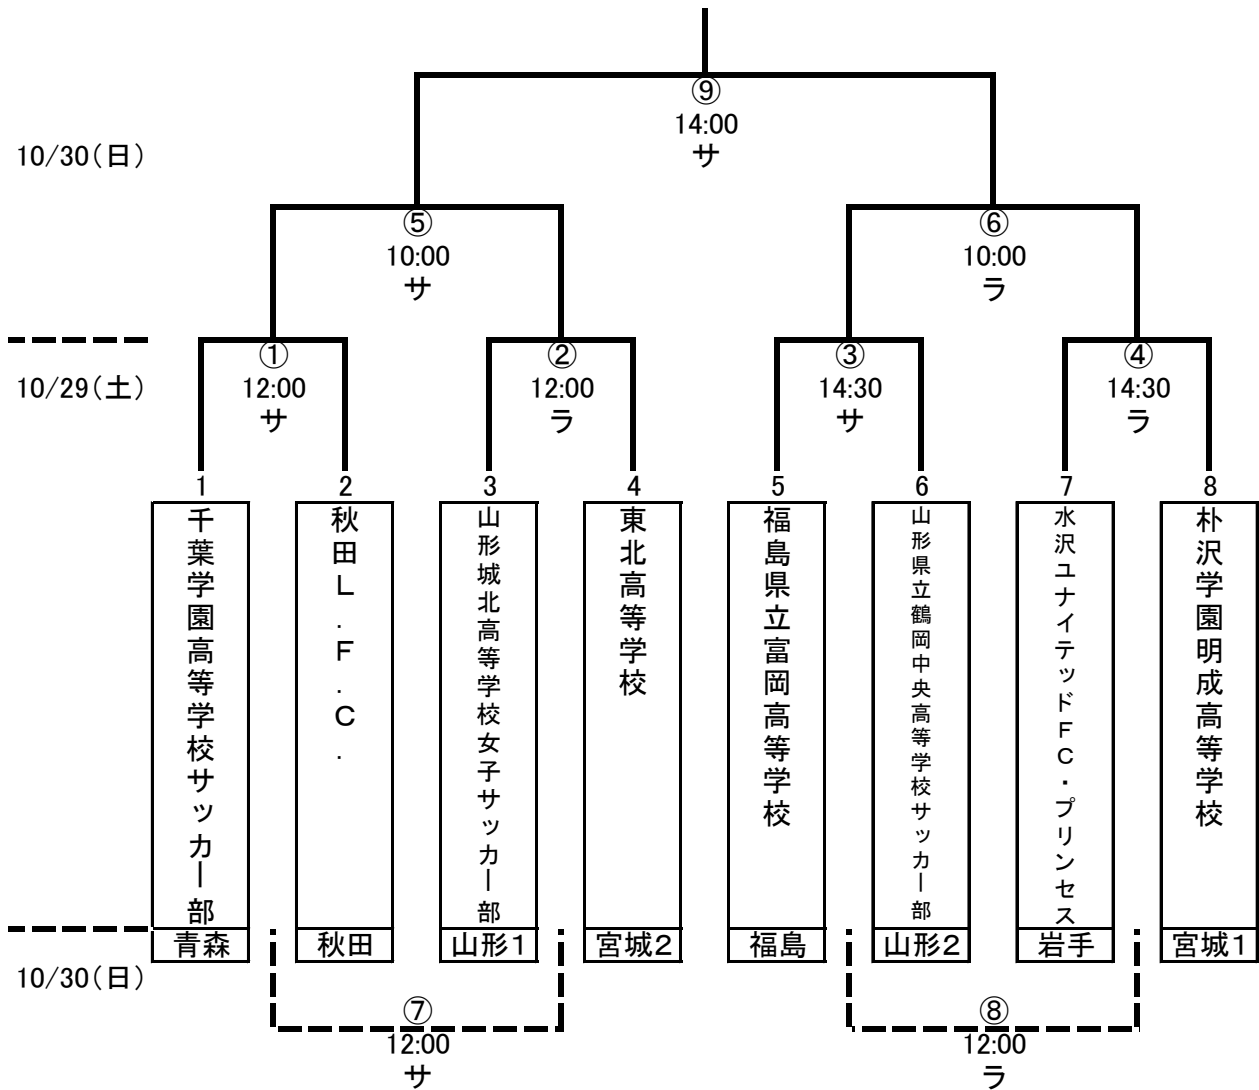 ⑨
14:00
サ
10/30(日)
⑤
10:00
サ
⑥
10:00
ラ
10/29(土)
①
12:00
サ
②
12:00
ラ
③
14:30
サ
④
14:30
ラ
1
2
3
4
5
6
7
8
千葉学園高等学校サッカー部
秋田L.F.C.
山形城北高等学校女子サッカー部
東北高等学校
福島県立富岡高等学校
山形県立鶴岡中央高等学校サッカー部
水沢ユナイテッドFC・プリンセス
朴沢学園明成高等学校
青森
秋田
山形1
宮城2
福島
山形2
岩手
宮城1
10/30(日)
⑦
12:00
サ
⑧
12:00
ラ